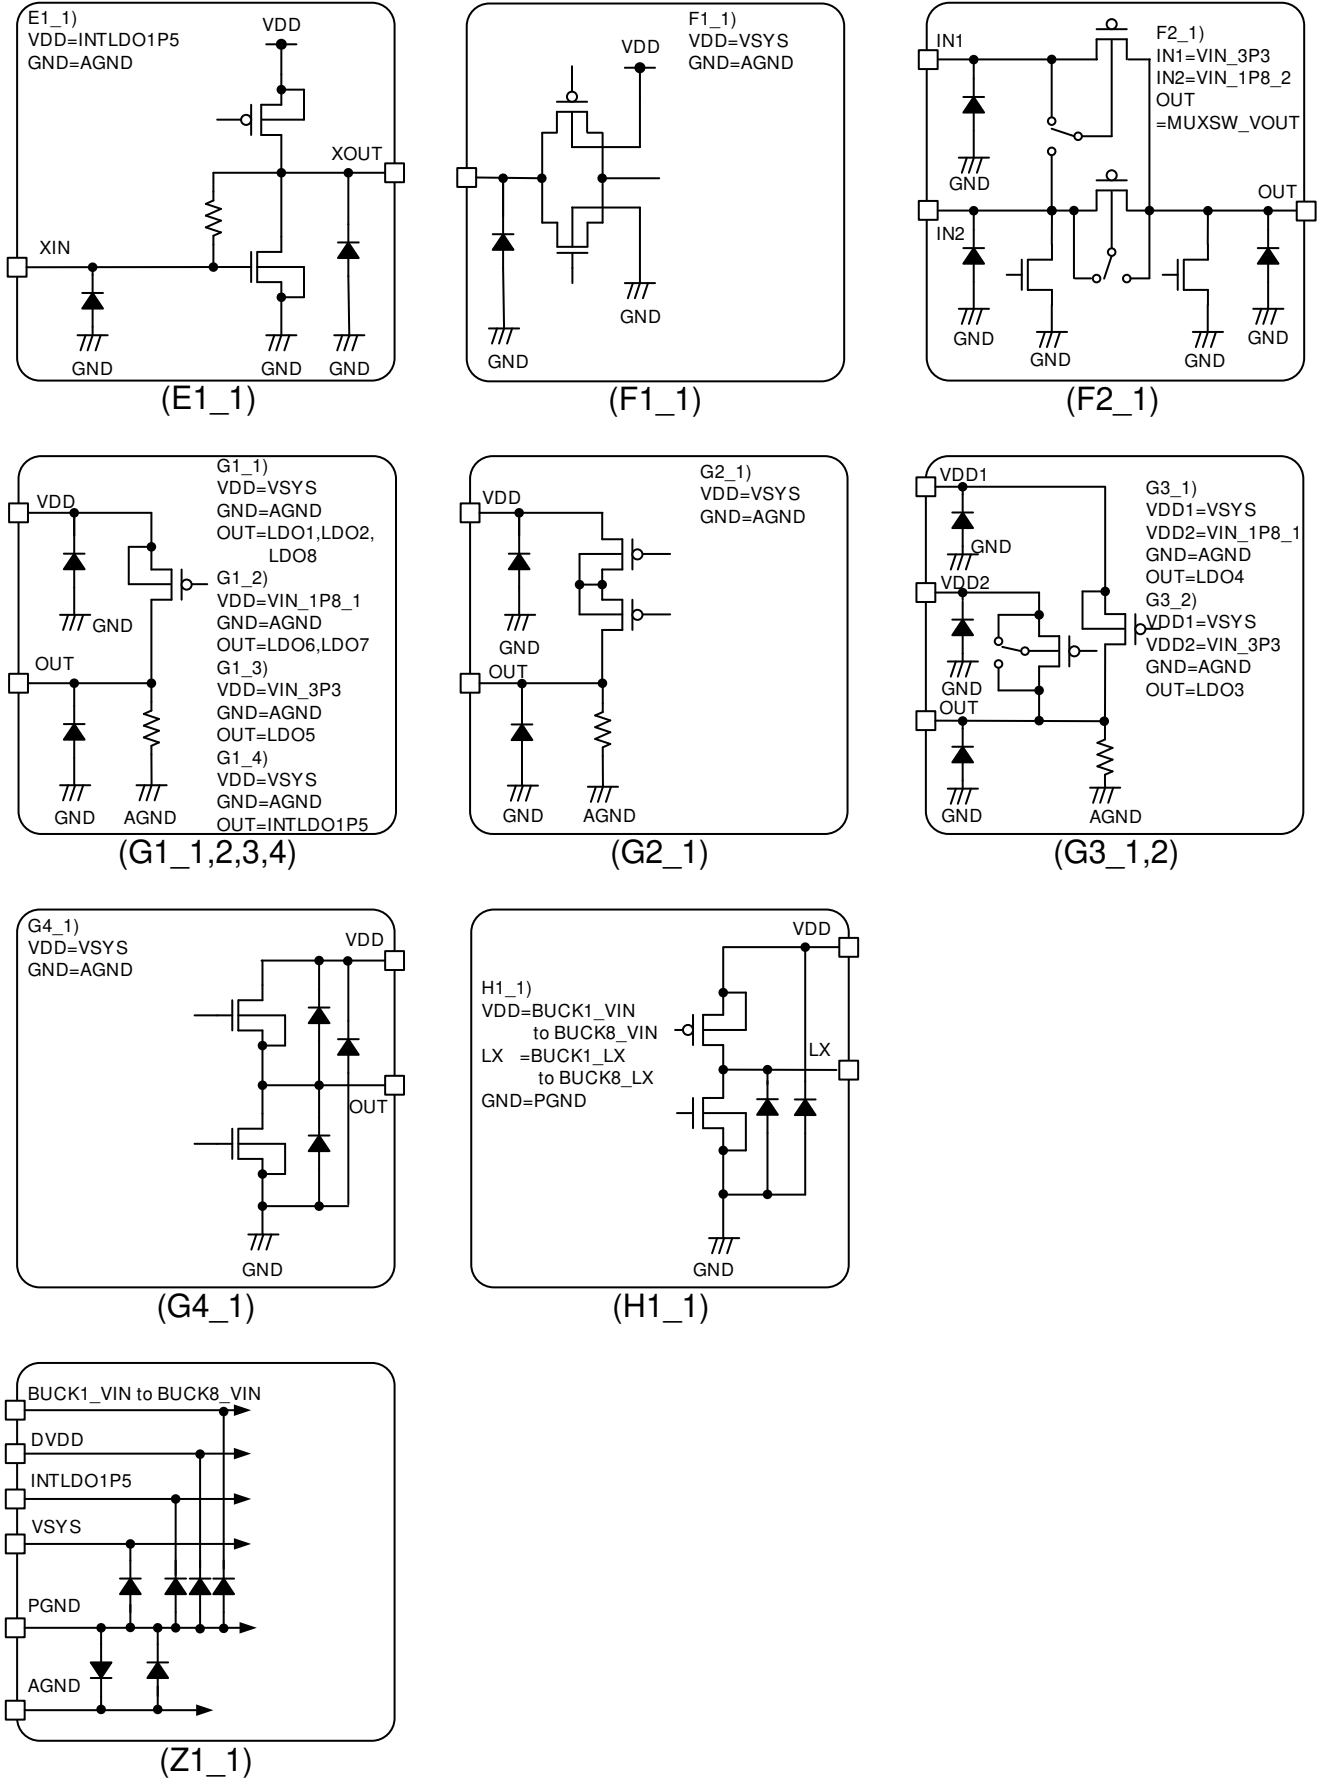 E1_1)
VDD=INTLDO1P5
GND=AGND
VDD
XOUT
XIN
GND
GND
GND
(E1_1)
F1_1)
VDD=VSYS
GND=AGND
VDD
GND
GND
(F1_1)
IN1
F2_1)
IN1=VIN_3P3
IN2=VIN_1P8_2
OUT
=MUXSW_VOUT
GND
OUT
IN2
GND
GND
GND
GND
(F2_1)
VDD
G1_1)
VDD=VSYS
GND=AGND
OUT=LDO1,LDO2,
LDO8
G1_2)
VDD=VIN_1P8_1
GND=AGND
OUT=LDO6,LDO7
G1_3)
VDD=VIN_3P3
GND=AGND
OUT=LDO5
G1_4)
VDD=VSYS
GND=AGND
OUT=INTLDO1P5
GND
OUT
GND
AGND
(G1_1,2,3,4)
G2_1)
VDD=VSYS
GND=AGND
VDD
GND
OUT
GND
AGND
(G2_1)
VDD1
GND
VDD2
GND
OUT
GND
AGND
G3_1)
VDD1=VSYS
VDD2=VIN_1P8_1
GND=AGND
OUT=LDO4
G3_2)
VDD1=VSYS
VDD2=VIN_3P3
GND=AGND
OUT=LDO3
(G3_1,2)
G4_1)
VDD=VSYS
GND=AGND
VDD
OUT
GND
(G4_1)
VDD
H1_1)
VDD=BUCK1_VIN
to BUCK8_VIN
LX =BUCK1_LX
to BUCK8_LX
GND=PGND
LX
GND
(H1_1)
BUCK1_VIN to BUCK8_VIN
DVDD
INTLDO1P5
VSYS
PGND
AGND
(Z1_1)